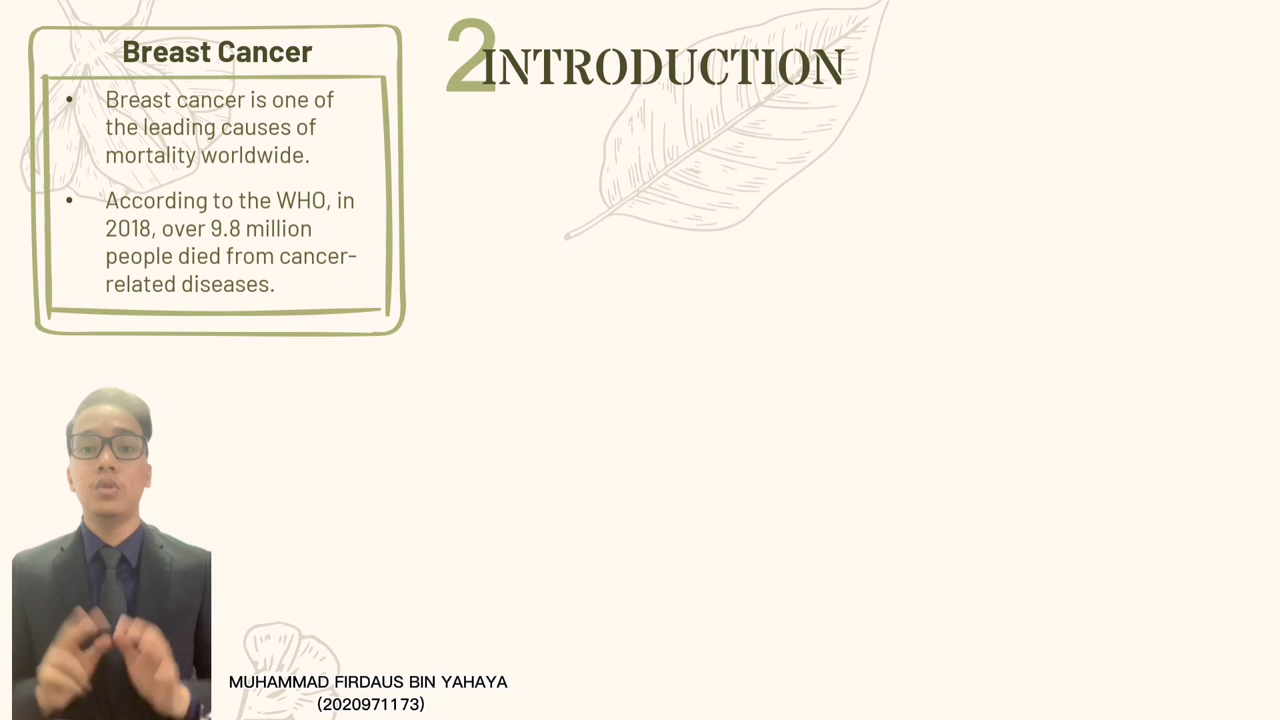 Breast Cancer
• Breast cancer is one of
the leading causes of
mortality worldwide.
• According to the WHO, in
2018, over 9.8 million
people died from cancer-
related diseases.
2 INTRODUCTION
MUHAMMAD FIRDAUS BIN YAHAYA
(2020971173)